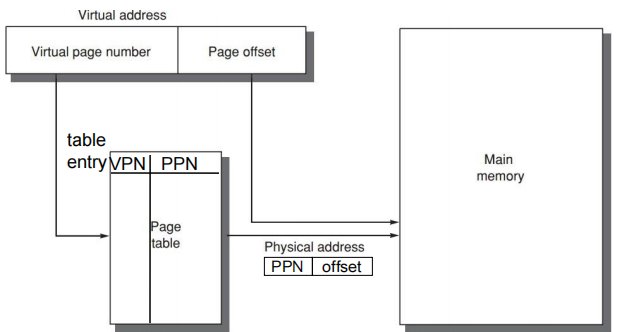 Virtual address
Virtual page number
Page offset
table
entry
VPN
PPN
Page
table
Main
memory
Physical address
PPN
offset